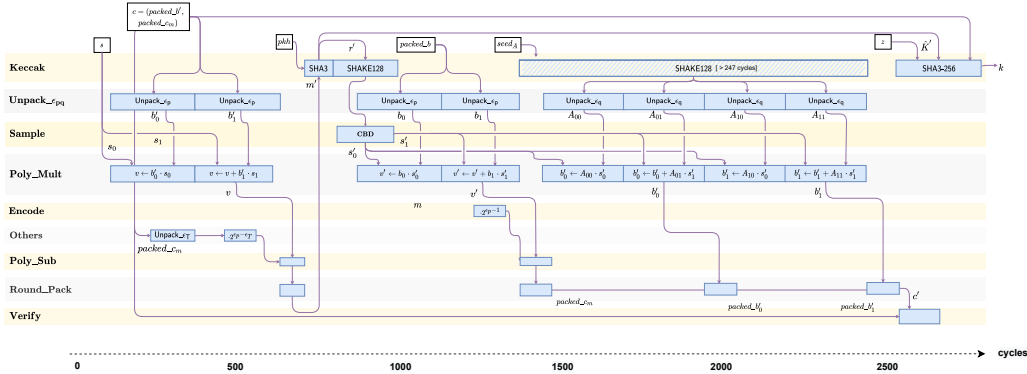 c = (packed_b′,
packed_c_m)
s
pkh
packed_b
seed_A
z
r′
K̂′
Keccak
SHA3
SHAKE128
SHAKE128 [ > 247 cycles]
SHA3-256
k
m′
Unpack_ϵpq
Unpack_ϵp
Unpack_ϵp
Unpack_ϵp
Unpack_ϵp
Unpack_ϵq
Unpack_ϵq
Unpack_ϵq
Unpack_ϵq
b′₀
b′₁
b₀
b₁
A₀₀
A₀₁
A₁₀
A₁₁
Sample
CBD
s₀
s₁
s′₀
s′₁
Poly_Mult
v ← b′₀ · s₀
v ← v + b′₁ · s₁
v′ ← b₀ · s′₀
v′ ← v′ + b₁ · s′₁
b′₀ ← A₀₀ · s′₀
b′₀ ← b′₀ + A₀₁ · s′₁
b′₁ ← A₁₀ · s′₀
b′₁ ← b′₁ + A₁₁ · s′₁
v
v′
b′₀
b′₁
m
Encode
·2^ϵp−1
Others
Unpack_ϵT
·2^ϵp−ϵT
packed_c_m
Poly_Sub
Round_Pack
packed_c_m
packed_b′₀
packed_b′₁
c′
Verify
cycles
0
500
1000
1500
2000
2500